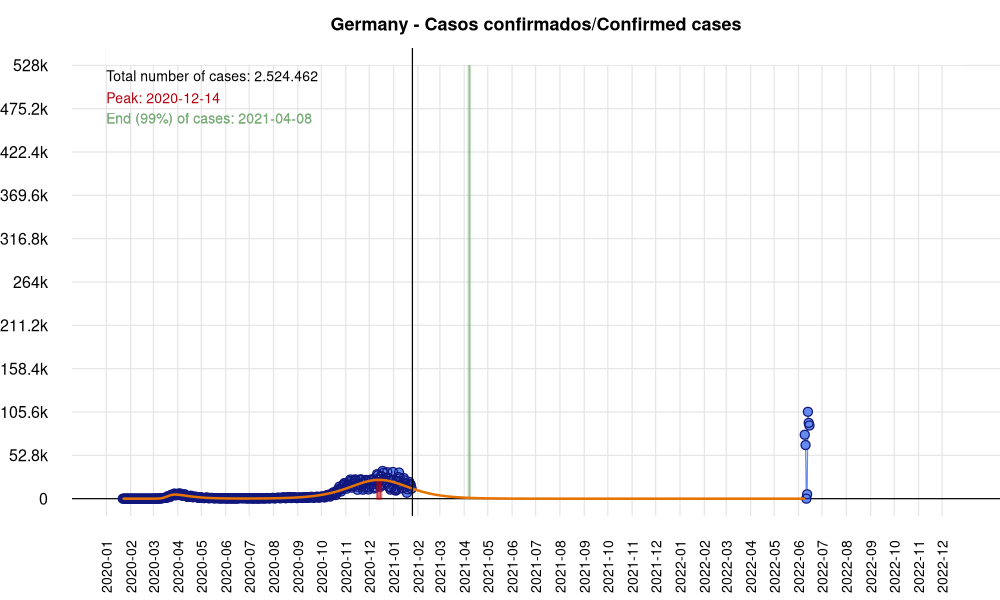 Germany - Casos confirmados/Confirmed cases
528k
475.2k
422.4k
369.6k
316.8k
264k
211.2k
158.4k
105.6k
52.8k
0
Total number of cases: 2.524.462
Peak: 2020-12-14
End (99%) of cases: 2021-04-08
2020-01
2020-02
2020-03
2020-04
2020-05
2020-06
2020-07
2020-08
2020-09
2020-10
2020-11
2020-12
2021-01
2021-02
2021-03
2021-04
2021-05
2021-06
2021-07
2021-08
2021-09
2021-10
2021-11
2021-12
2022-01
2022-02
2022-03
2022-04
2022-05
2022-06
2022-07
2022-08
2022-09
2022-10
2022-11
2022-12